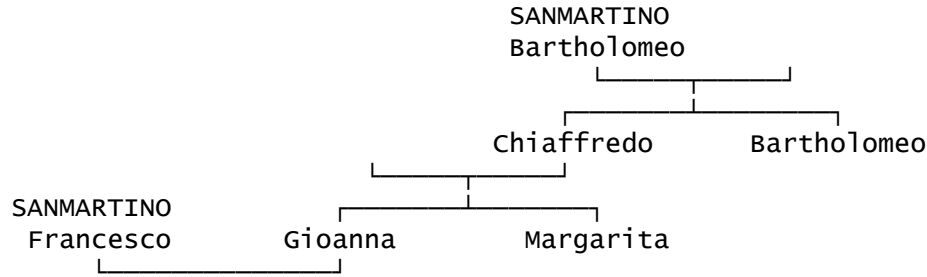 SANMARTINO
Bartholomeo
Chiaffredo Bartholomeo
SANMARTINO
Francesco Gioanna Margarita